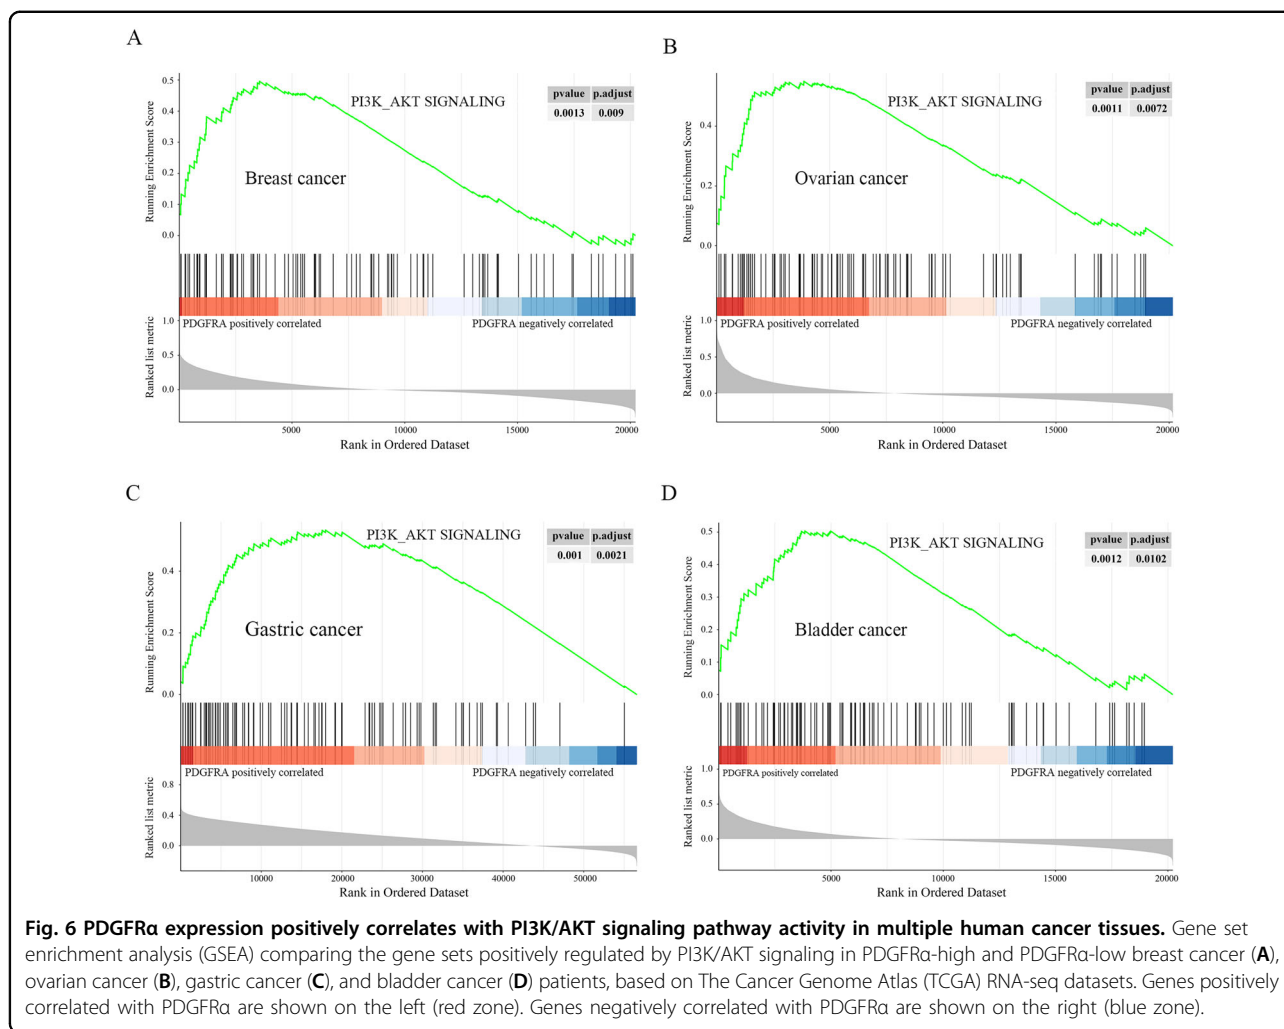 A
PI3K_AKT SIGNALING
pvalue p.adjust
0.0013 0.009
Breast cancer
Running Enrichment Score
0.5
0.4
0.3
0.2
0.1
0.0
PDGFRA positively correlated
PDGFRA negatively correlated
Ranked list metric
1.0
0.5
0.0
5000 10000 15000 20000
Rank in Ordered Dataset
B
PI3K_AKT SIGNALING
pvalue p.adjust
0.0011 0.0072
Ovarian cancer
Running Enrichment Score
0.4
0.2
0.0
PDGFRA positively correlated
PDGFRA negatively correlated
Ranked list metric
1.0
0.5
0.0
5000 10000 15000 20000
Rank in Ordered Dataset
C
PI3K_AKT SIGNALING
pvalue p.adjust
0.001 0.0021
Gastric cancer
Running Enrichment Score
0.4
0.2
0.0
PDGFRA positively correlated
PDGFRA negatively correlated
Ranked list metric
0.8
0.4
0.0
10000 20000 30000 40000 50000
Rank in Ordered Dataset
D
PI3K_AKT SIGNALING
pvalue p.adjust
0.0012 0.0102
Bladder cancer
Running Enrichment Score
0.5
0.4
0.3
0.2
0.1
0.0
PDGFRA positively correlated
PDGFRA negatively correlated
Ranked list metric
1.0
0.5
0.0
5000 10000 15000 20000
Rank in Ordered Dataset
Fig. 6 PDGFRα expression positively correlates with PI3K/AKT signaling pathway activity in multiple human cancer tissues. Gene set
enrichment analysis (GSEA) comparing the gene sets positively regulated by PI3K/AKT signaling in PDGFRα-high and PDGFRα-low breast cancer (A),
ovarian cancer (B), gastric cancer (C), and bladder cancer (D) patients, based on The Cancer Genome Atlas (TCGA) RNA-seq datasets. Genes positively
correlated with PDGFRα are shown on the left (red zone). Genes negatively correlated with PDGFRα are shown on the right (blue zone).